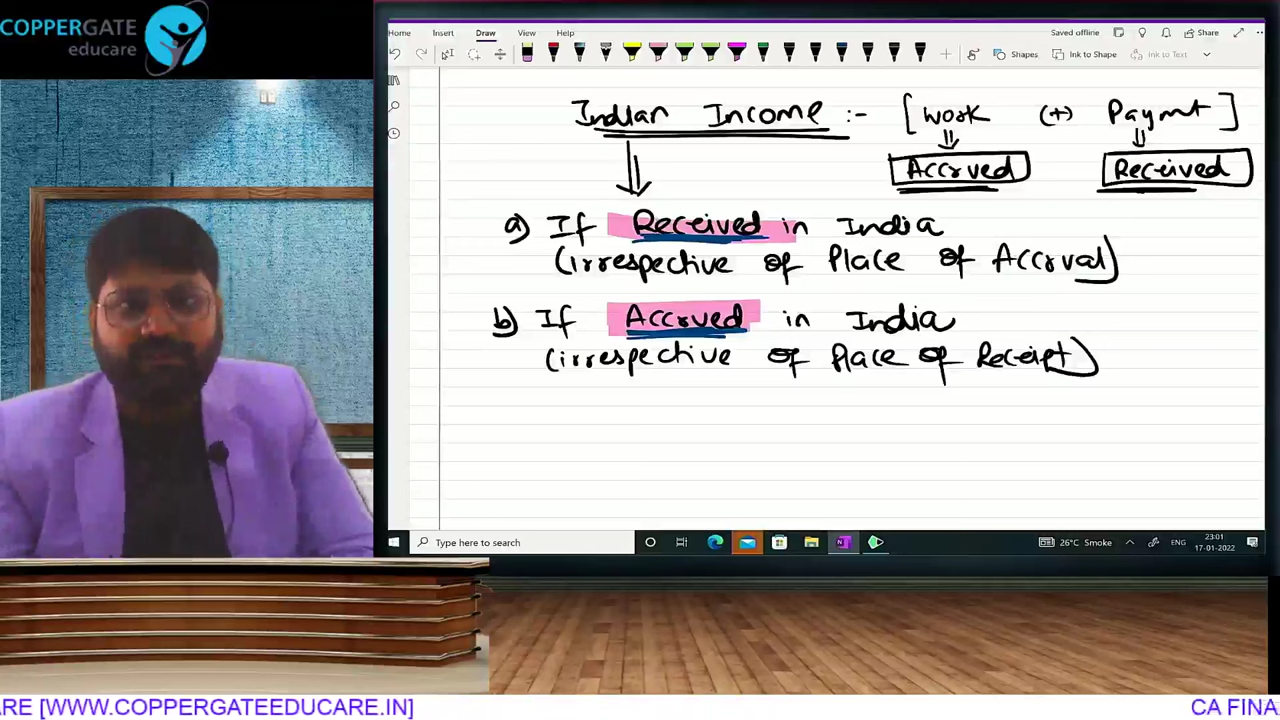 COPPERGATE
educare
Home Insert Draw View Help
Saved offline
Share
Shapes
Ink to Shape
Ink to Text
Indian Income :- [work (+) Paymt]
Accrued Received
a) If Received in India
(irrespective of Place of Accrual)
b) If Accrued in India
(irrespective of Place of Receipt)
Type here to search
26°C Smoke
ENG
23:01
17-01-2022
ARE [WWW.COPPERGATEEDUCARE.IN]
CA FINA